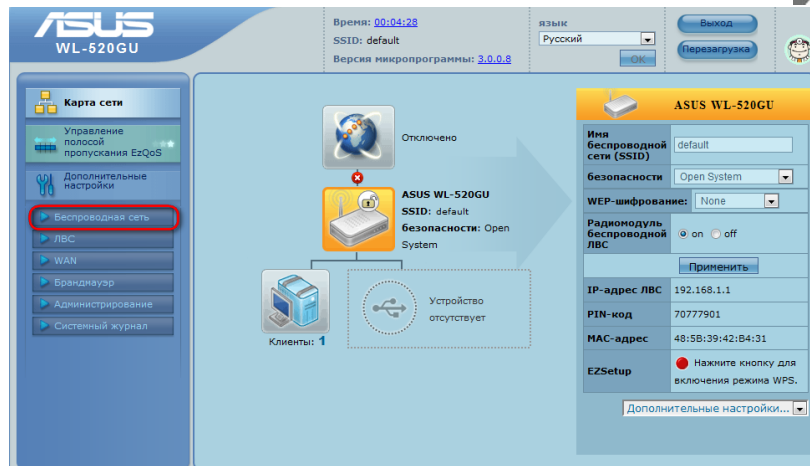 ASUS
WL-520GU
Время: 00:04:28
SSID: default
Версия микропрограммы: 3.0.0.8
язык
Русский
OK
Выход
Перезагрузка
Карта сети
Управление
полосой
пропускания EzQoS
Дополнительные
настройки
Беспроводная сеть
ЛВС
WAN
Брандмауэр
Администрирование
Системный журнал
Отключено
ASUS WL-520GU
SSID: default
безопасности: Open
System
Клиенты: 1
Устройство
отсутствует
ASUS WL-520GU
Имя
беспроводной
сети (SSID)
default
безопасности
Open System
WEP-шифрование:
None
Радиомодуль
беспроводной
ЛВС
on off
Применить
IP-адрес ЛВС
192.168.1.1
PIN-код
70777901
MAC-адрес
48:5B:39:42:B4:31
EZSetup
Нажмите кнопку для
включения режима WPS.
Дополнительные настройки...